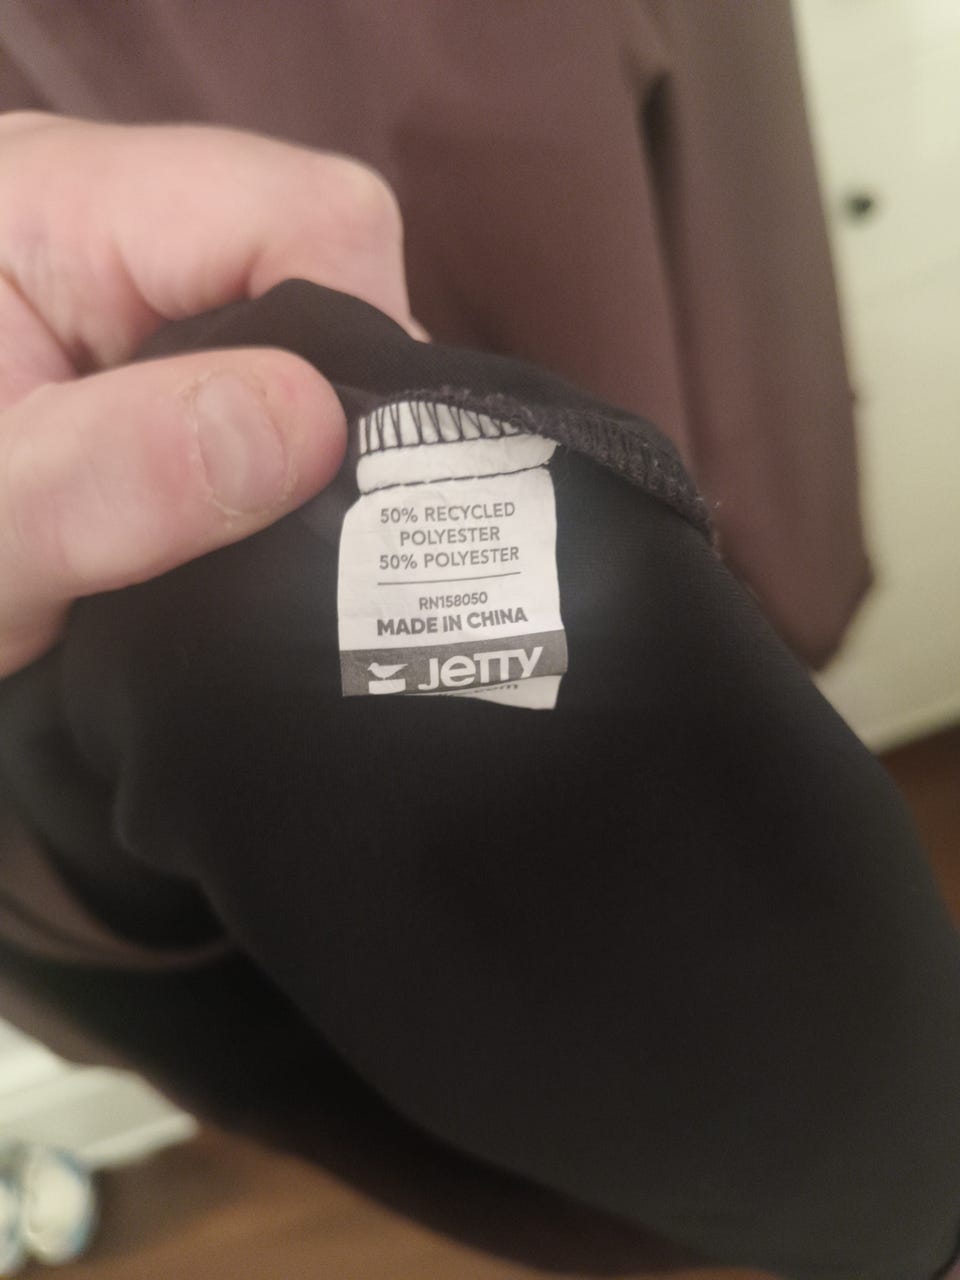 50% RECYCLED
POLYESTER
50% POLYESTER
RN158050
MADE IN CHINA
JETTY